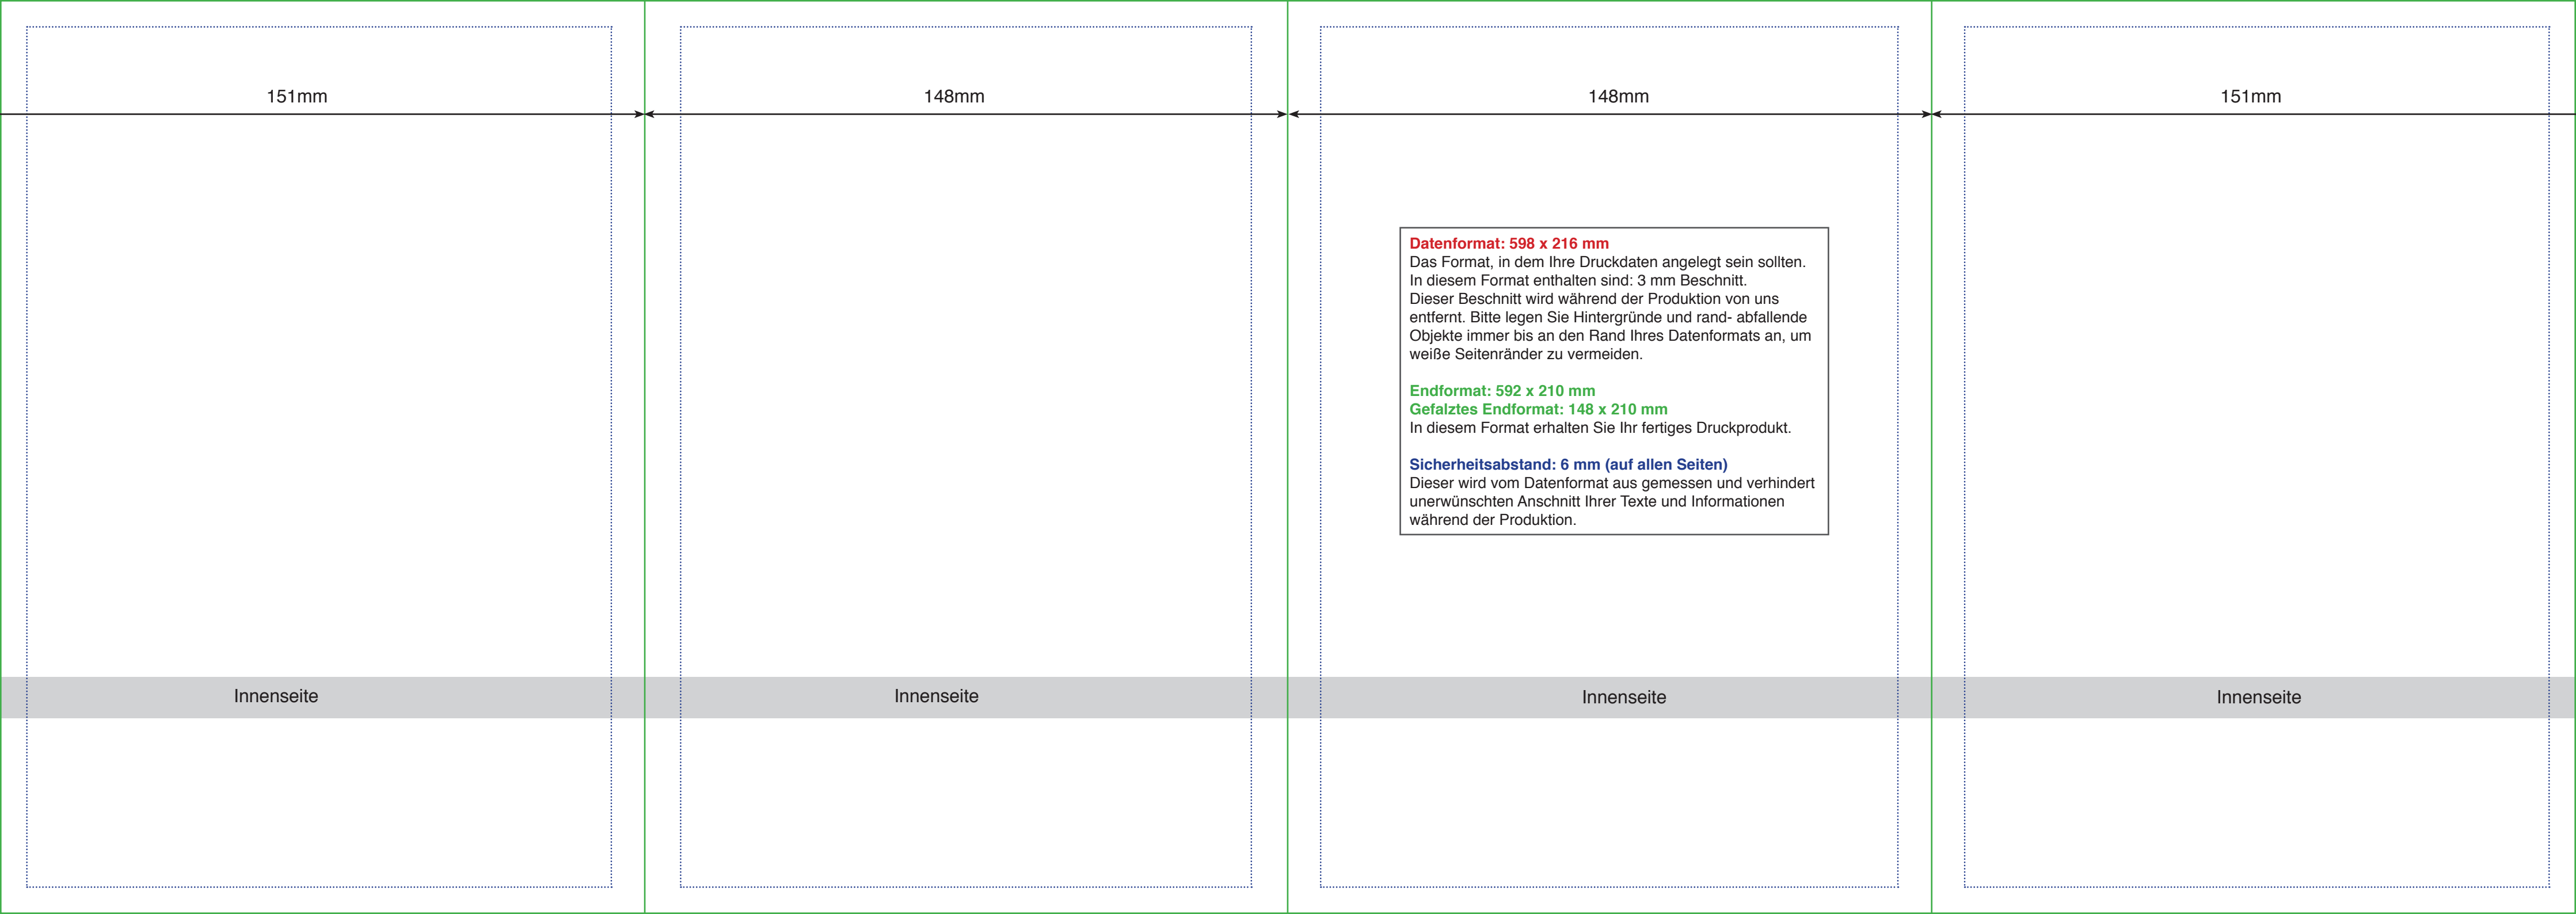 151mm
148mm
148mm
151mm
Datenformat: 598 x 216 mm
Das Format, in dem Ihre Druckdaten angelegt sein sollten.
In diesem Format enthalten sind: 3 mm Beschnitt.
Dieser Beschnitt wird während der Produktion von uns
entfernt. Bitte legen Sie Hintergründe und rand- abfallende
Objekte immer bis an den Rand Ihres Datenformats an, um
weiße Seitenränder zu vermeiden.
Endformat: 592 x 210 mm
Gefalztes Endformat: 148 x 210 mm
In diesem Format erhalten Sie Ihr fertiges Druckprodukt.
Sicherheitsabstand: 6 mm (auf allen Seiten)
Dieser wird vom Datenformat aus gemessen und verhindert
unerwünschten Anschnitt Ihrer Texte und Informationen
während der Produktion.
Innenseite
Innenseite
Innenseite
Innenseite